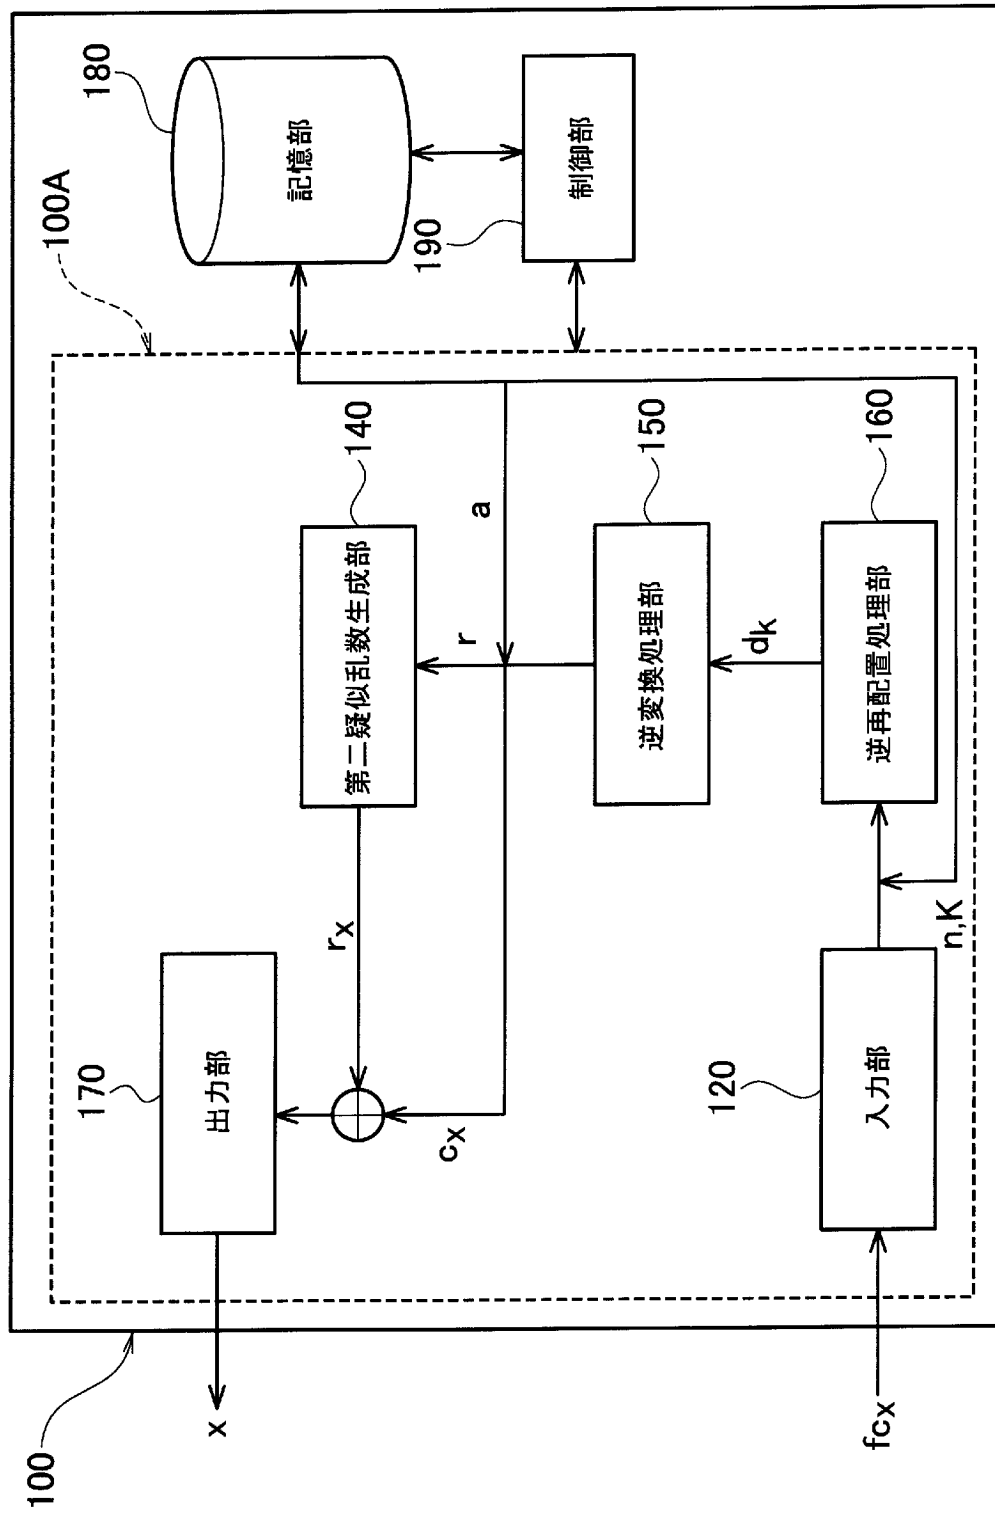 100
100A
180
記憶部
190
制御部
170
出力部
x
140
第二疑似乱数生成部
rx
r
a
cx
150
逆変換処理部
dk
160
逆再配置処理部
120
入力部
n,K
fcx